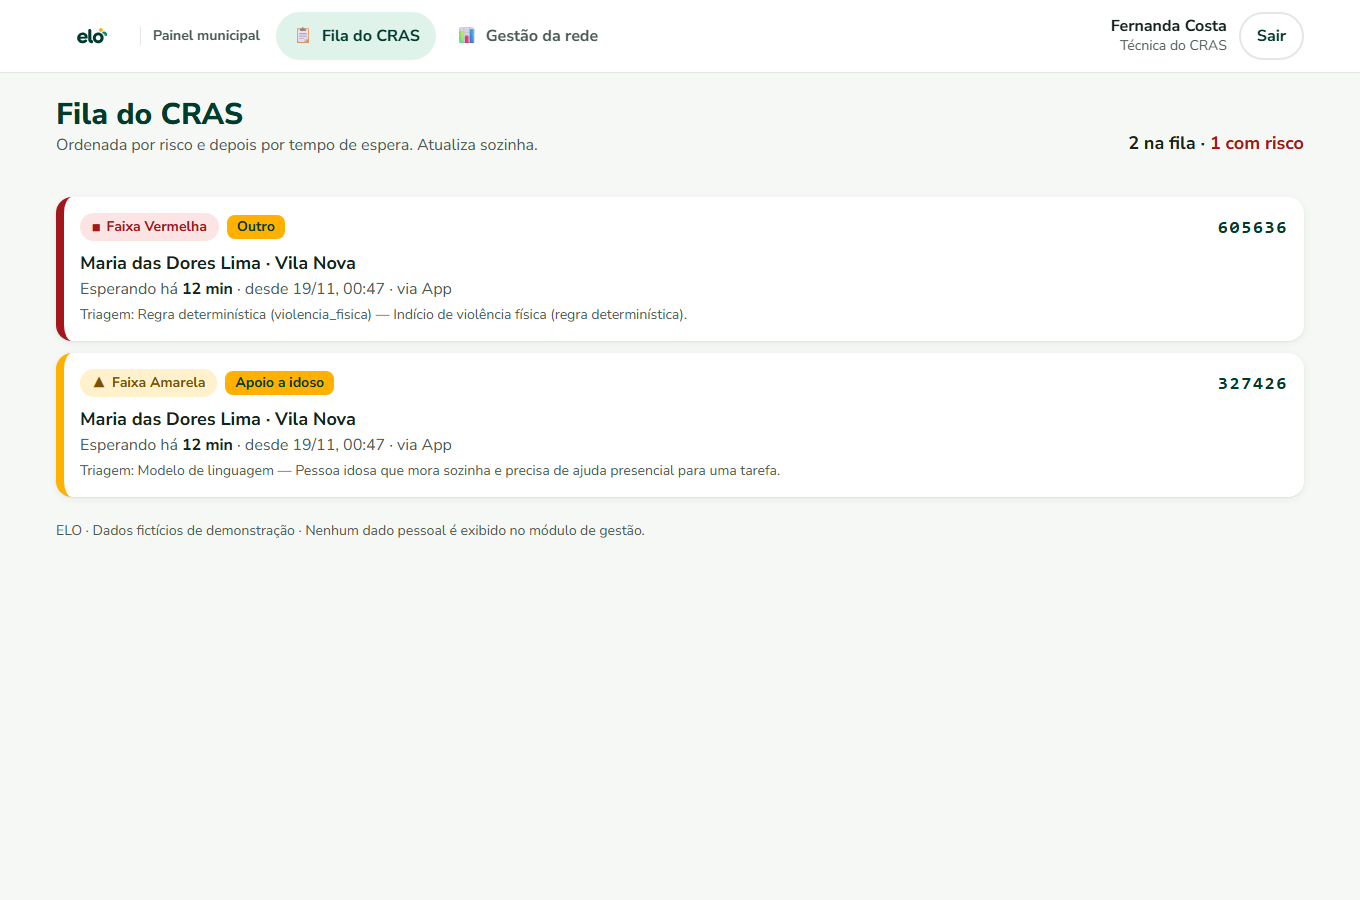 elo Painel municipal Fila do CRAS Gestão da rede Fernanda Costa Sair
Técnica do CRAS
Fila do CRAS
Ordenada por risco e depois por tempo de espera. Atualiza sozinha.
2 na fila · 1 com risco
Faixa Vermelha Outro 605636
Maria das Dores Lima · Vila Nova
Esperando há 12 min · desde 19/11, 00:47 · via App
Triagem: Regra determinística (violencia_fisica) — Indício de violência física (regra determinística).
Faixa Amarela Apoio a idoso 327426
Maria das Dores Lima · Vila Nova
Esperando há 12 min · desde 19/11, 00:47 · via App
Triagem: Modelo de linguagem — Pessoa idosa que mora sozinha e precisa de ajuda presencial para uma tarefa.
ELO · Dados fictícios de demonstração · Nenhum dado pessoal é exibido no módulo de gestão.